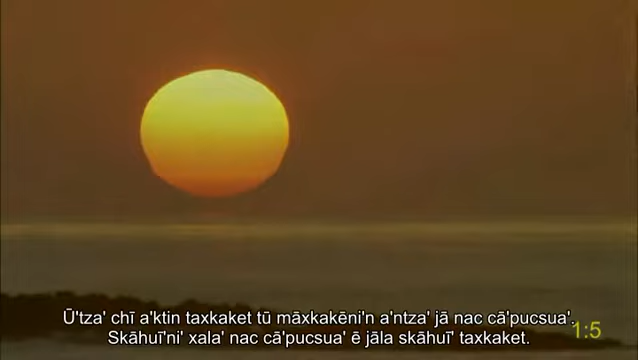 Ū'tza' chī a'ktin taxkaket tū māxkakēni'n a'ntza' jā nac cā'pucsua'.
1:5
Skāhuī'ni' xala' nac cā'pucsua' ē jāla skāhuī' taxkaket.